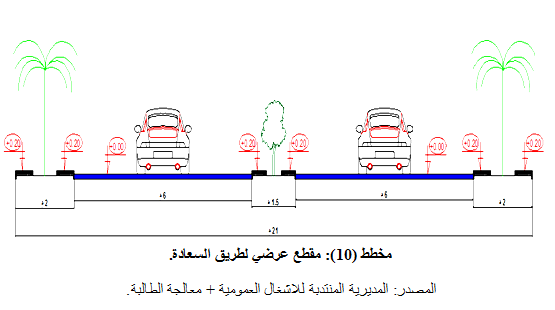 +0.20 +0.20 +0.00 +0.20 +0.20 +0.00 +0.20 +0.20
+2 +6 +1.5 +6 +2
+21
مخطط (10): مقطع عرضي لطريق السعادة.
المصدر: المديرية المنتدبة للاشغال العمومية + معالجة الطالبة.